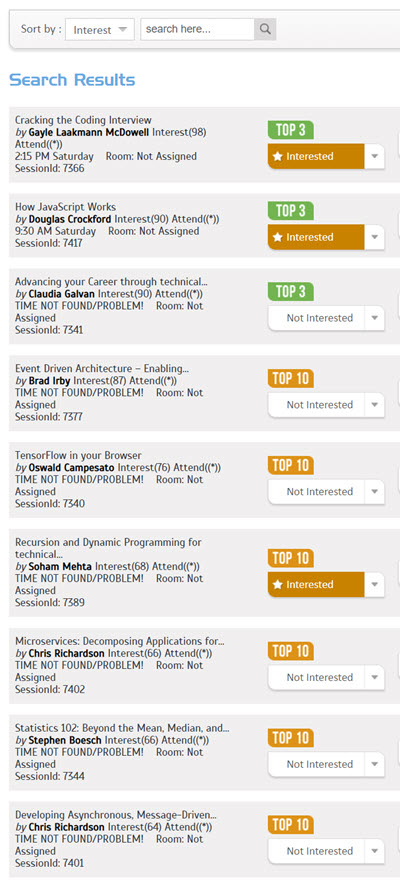 Sort by : Interest search here...
Search Results
Cracking the Coding Interview
by Gayle Laakmann McDowell Interest(98)
Attend((*))
2:15 PM Saturday Room: Not Assigned
SessionId: 7366
TOP 3
Interested
How JavaScript Works
by Douglas Crockford Interest(90) Attend((*))
9:30 AM Saturday Room: Not Assigned
SessionId: 7417
TOP 3
Interested
Advancing your Career through technical...
by Claudia Galvan Interest(90) Attend((*))
TIME NOT FOUND/PROBLEM! Room: Not
Assigned
SessionId: 7341
TOP 3
Not Interested
Event Driven Architecture – Enabling...
by Brad Irby Interest(87) Attend((*))
TIME NOT FOUND/PROBLEM! Room: Not
Assigned
SessionId: 7377
TOP 10
Not Interested
TensorFlow in your Browser
by Oswald Campesato Interest(76) Attend((*))
TIME NOT FOUND/PROBLEM! Room: Not
Assigned
SessionId: 7340
TOP 10
Not Interested
Recursion and Dynamic Programming for
technical...
by Soham Mehta Interest(68) Attend((*))
TIME NOT FOUND/PROBLEM! Room: Not
Assigned
SessionId: 7389
TOP 10
Interested
Microservices: Decomposing Applications for...
by Chris Richardson Interest(66) Attend((*))
TIME NOT FOUND/PROBLEM! Room: Not
Assigned
SessionId: 7402
TOP 10
Not Interested
Statistics 102: Beyond the Mean, Median, and...
by Stephen Boesch Interest(66) Attend((*))
TIME NOT FOUND/PROBLEM! Room: Not
Assigned
SessionId: 7344
TOP 10
Not Interested
Developing Asynchronous, Message-Driven...
by Chris Richardson Interest(64) Attend((*))
TIME NOT FOUND/PROBLEM! Room: Not
Assigned
SessionId: 7401
TOP 10
Not Interested